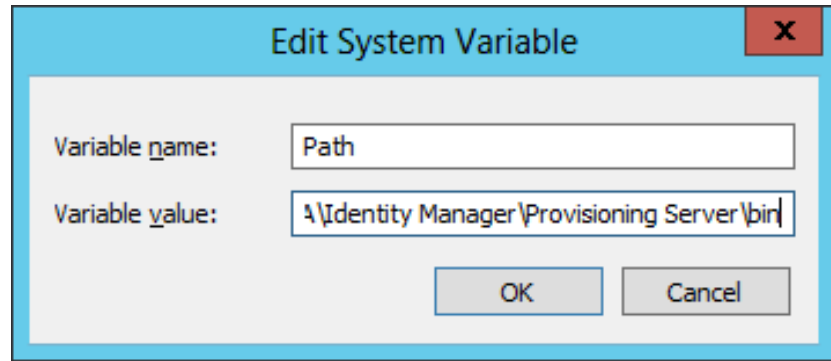 Edit System Variable
x
Variable name: Path
Variable value: \Identity Manager\Provisioning Server\bin
OK Cancel